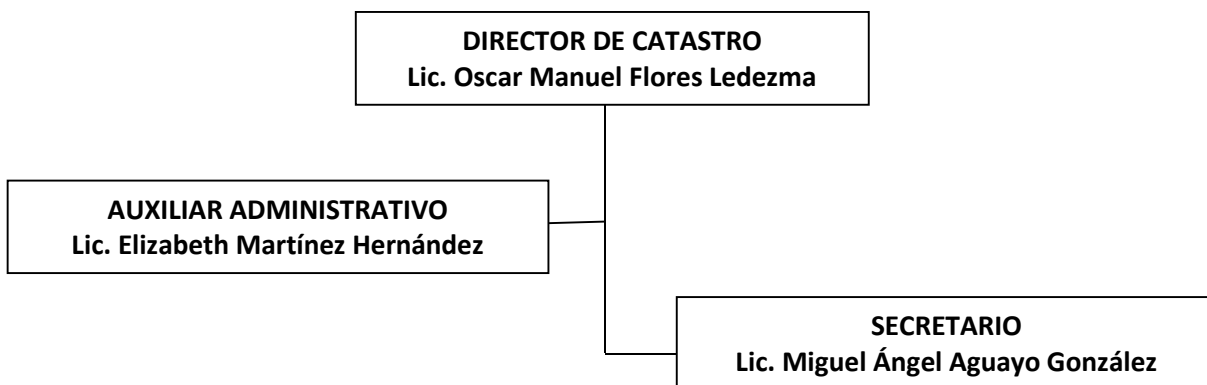 DIRECTOR DE CATASTRO
Lic. Oscar Manuel Flores Ledezma
AUXILIAR ADMINISTRATIVO
Lic. Elizabeth Martínez Hernández
SECRETARIO
Lic. Miguel Ángel Aguayo González